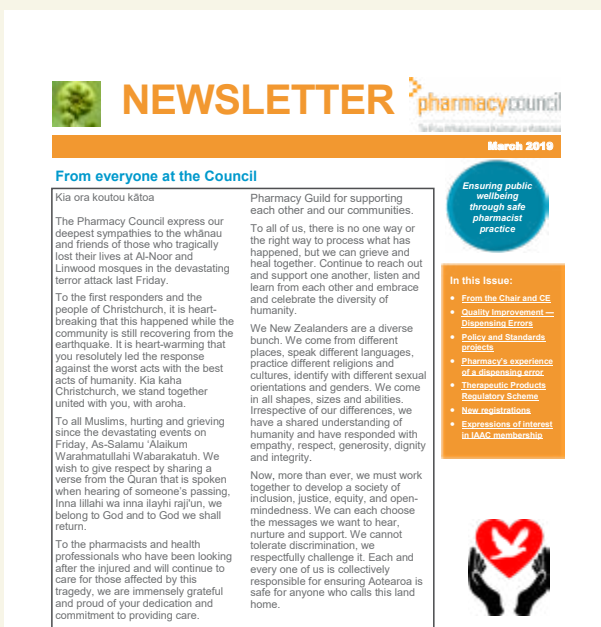 NEWSLETTER
pharmacycouncil
March 2019
From everyone at the Council
Kia ora koutou kātoa
The Pharmacy Council express our
deepest sympathies to the whānau
and friends of those who tragically
lost their lives at Al-Noor and
Linwood mosques in the devastating
terror attack last Friday.
To the first responders and the
people of Christchurch, it is heart-
breaking that this happened while the
community is still recovering from the
earthquake. It is heart-warming that
you resolutely led the response
against the worst acts with the best
acts of humanity. Kia kaha
Christchurch, we stand together
united with you, with aroha.
To all Muslims, hurting and grieving
since the devastating events on
Friday, As-Salamu ‘Alaikum
Warahmatullahi Wabarakatuh. We
wish to give respect by sharing a
verse from the Quran that is spoken
when hearing of someone’s passing,
Inna lillahi wa inna ilayhi raji'un, we
belong to God and to God we shall
return.
To the pharmacists and health
professionals who have been looking
after the injured and will continue to
care for those affected by this
tragedy, we are immensely grateful
and proud of your dedication and
commitment to providing care.
Pharmacy Guild for supporting
each other and our communities.
To all of us, there is no one way or
the right way to process what has
happened, but we can grieve and
heal together. Continue to reach out
and support one another, listen and
learn from each other and embrace
and celebrate the diversity of
humanity.
We New Zealanders are a diverse
bunch. We come from different
places, speak different languages,
practice different religions and
cultures, identify with different sexual
orientations and genders. We come
in all shapes, sizes and abilities.
Irrespective of our differences, we
have a shared understanding of
humanity and have responded with
empathy, respect, generosity, dignity
and integrity.
Now, more than ever, we must work
together to develop a society of
inclusion, justice, equity, and open-
mindedness. We can each choose
the messages we want to hear,
nurture and support. We cannot
tolerate discrimination, we
respectfully challenge it. Each and
every one of us is collectively
responsible for ensuring Aotearoa is
safe for anyone who calls this land
home.
Ensuring public
wellbeing
through safe
pharmacist
practice
In this Issue:
• From the Chair and CE
• Quality Improvement —
Dispensing Errors
• Policy and Standards
projects
• Pharmacy's experience
of a dispensing error
• Therapeutic Products
Regulatory Scheme
• New registrations
• Expressions of interest
in IAAC membership